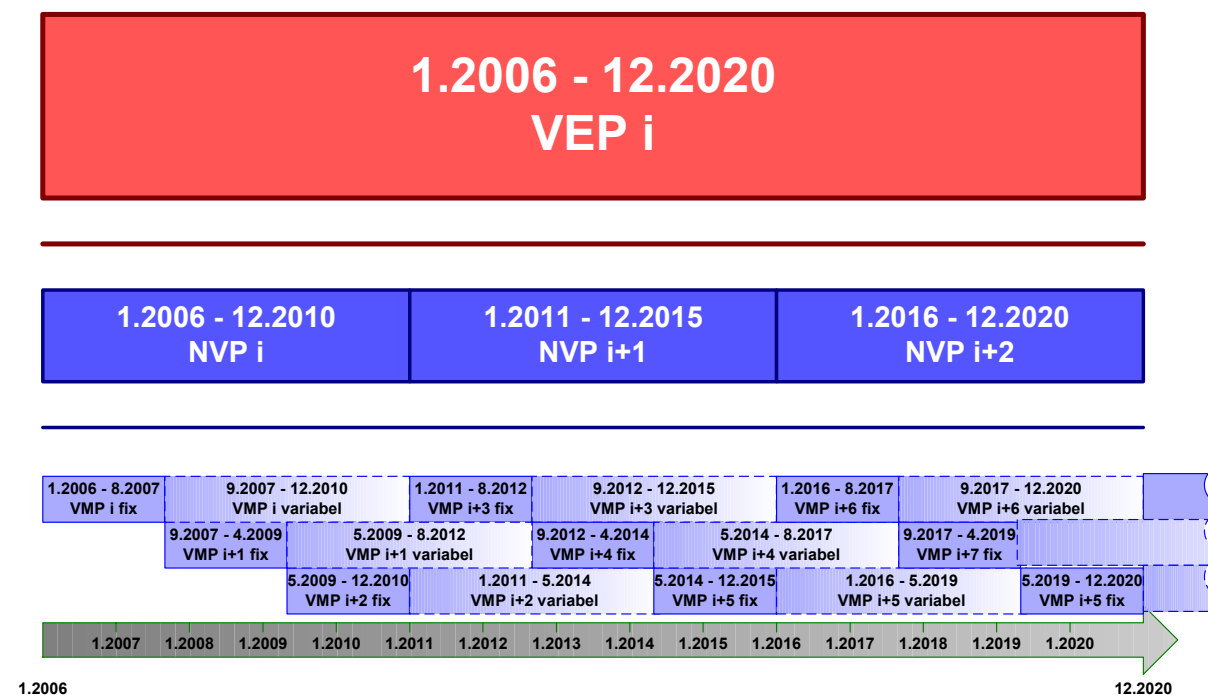 1.2006 - 12.2020
VEP i
1.2006 - 12.2010
NVP i
1.2011 - 12.2015
NVP i+1
1.2016 - 12.2020
NVP i+2
1.2006 - 8.2007
VMP i fix
9.2007 - 12.2010
VMP i variabel
1.2011 - 8.2012
VMP i+3 fix
9.2012 - 12.2015
VMP i+3 variabel
1.2016 - 8.2017
VMP i+6 fix
9.2017 - 12.2020
VMP i+6 variabel
9.2007 - 4.2009
VMP i+1 fix
5.2009 - 8.2012
VMP i+1 variabel
9.2012 - 4.2014
VMP i+4 fix
5.2014 - 8.2017
VMP i+4 variabel
9.2017 - 4.2019
VMP i+7 fix
5.2009 - 12.2010
VMP i+2 fix
1.2011 - 5.2014
VMP i+2 variabel
5.2014 - 12.2015
VMP i+5 fix
1.2016 - 5.2019
VMP i+5 variabel
5.2019 - 12.2020
VMP i+5 fix
1.2007 1.2008 1.2009 1.2010 1.2011 1.2012 1.2013 1.2014 1.2015 1.2016 1.2017 1.2018 1.2019 1.2020
1.2006 12.2020